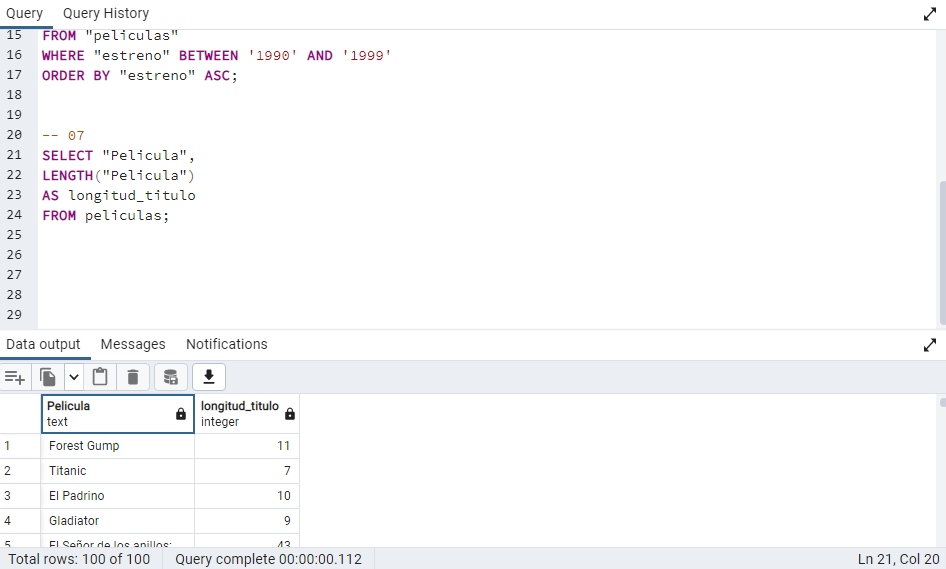 Query Query History
15 FROM "peliculas"
16 WHERE "estreno" BETWEEN '1990' AND '1999'
17 ORDER BY "estreno" ASC;
18
19
20 -- 07
21 SELECT "Pelicula",
22 LENGTH("Pelicula")
23 AS longitud_titulo
24 FROM peliculas;
25
26
27
28
29
Data output Messages Notifications
Pelicula longitud_titulo
text integer
1 Forest Gump 11
2 Titanic 7
3 El Padrino 10
4 Gladiator 9
5 El Señor de los anillos: 43
Total rows: 100 of 100 Query complete 00:00:00.112 Ln 21, Col 20